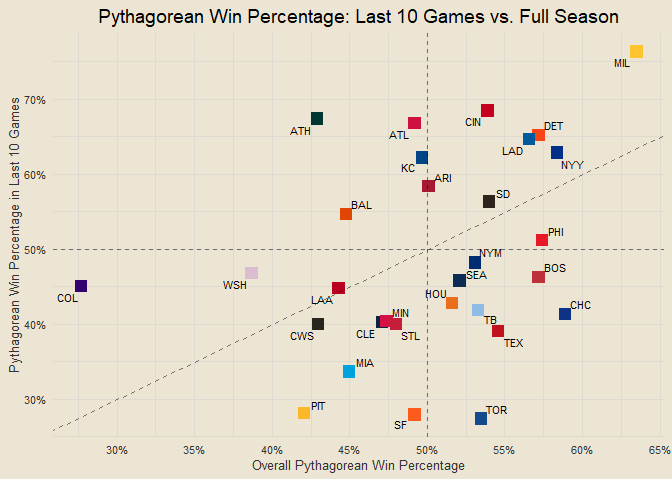 Pythagorean Win Percentage: Last 10 Games vs. Full Season
Pythagorean Win Percentage in Last 10 Games
70%
60%
50%
40%
30%
MIL
CIN
ATH
ATL
DET
LAD
KC
NYY
ARI
SD
BAL
PHI
NYM
WSH
SEA
BOS
COL
LAA
HOU
CHC
MIN
TB
CWS
CLE
STL
TEX
MIA
PIT
SF
TOR
30%
35%
40%
45%
50%
55%
60%
65%
Overall Pythagorean Win Percentage